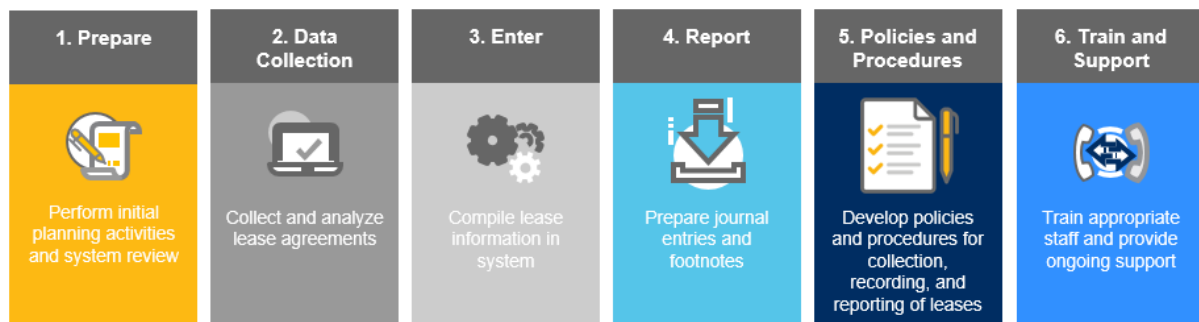 1. Prepare
Perform initial
planning activities
and system review
2. Data
Collection
Collect and analyze
lease agreements
3. Enter
Compile lease
information in
system
4. Report
Prepare journal
entries and
footnotes
5. Policies and
Procedures
Develop policies
and procedures for
collection,
recording, and
reporting of leases
6. Train and
Support
Train appropriate
staff and provide
ongoing support